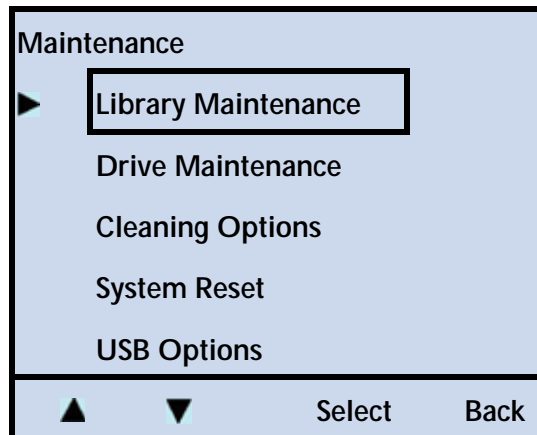 Maintenance
Library Maintenance
Drive Maintenance
Cleaning Options
System Reset
USB Options
Select Back